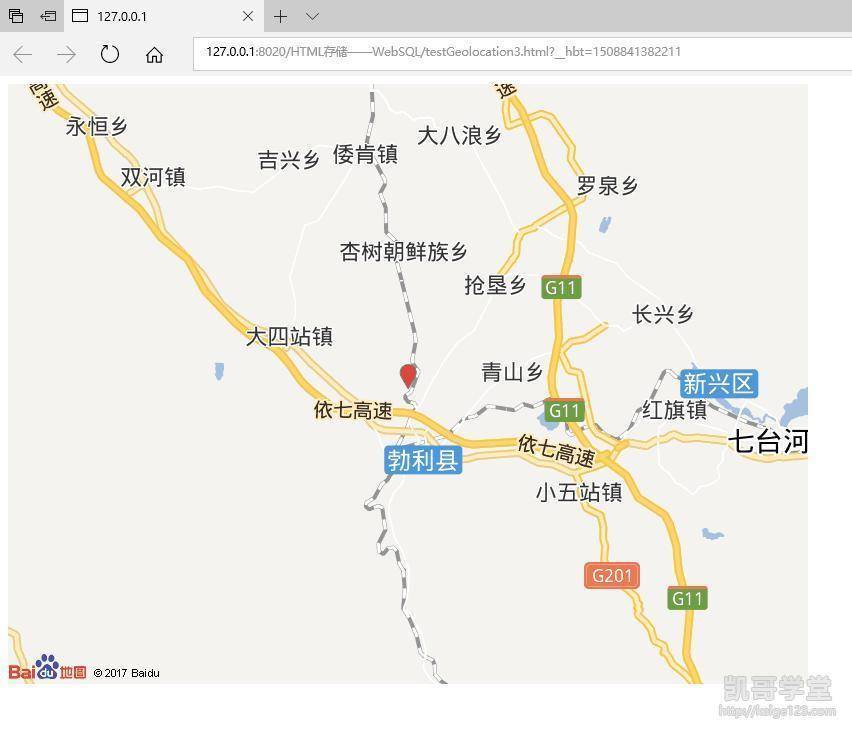 127.0.0.1
127.0.0.1:8020/HTML存储——WebSQL/testGeolocation3.html?__hbt=1508841382211
高速
速
永恒乡
大八浪乡
倭肯镇
吉兴乡
双河镇
罗泉乡
杏树朝鲜族乡
抢垦乡
G11
长兴乡
大四站镇
青山乡
新兴区
依七高速
G11
红旗镇
七台河
依七高速
勃利县
小五站镇
G201
G11
Bai du 地图 © 2017 Baidu
凯哥学堂
http://kaige123.com